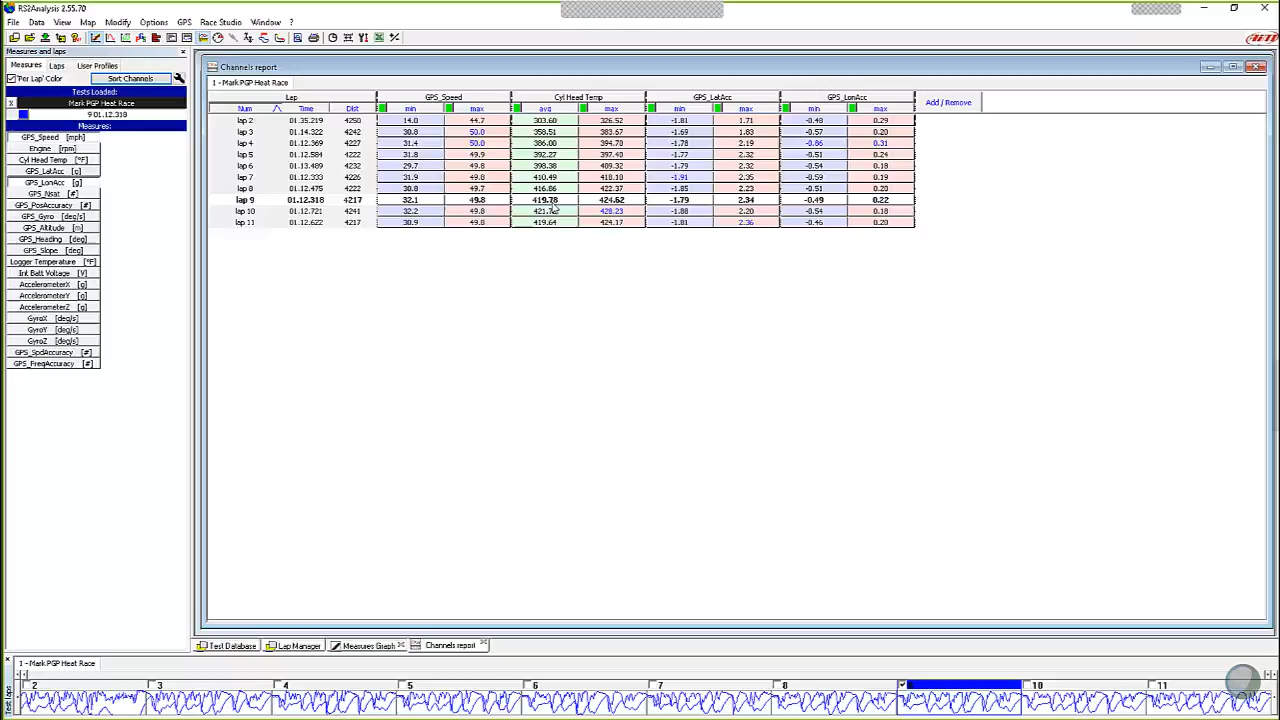 RS2Analysis 2.55.70
File Data View Map Modify Options GPS Race Studio Window ?
AiM
Measures and laps
Measures Laps User Profiles
'Per Lap' Color Sort Channels
Tests Loaded:
x Mark PGP Heat Race
9 01.12.318
Measures:
GPS_Speed [mph]
Engine [rpm]
Cyl Head Temp [°F]
GPS_LatAcc [g]
GPS_LonAcc [g]
GPS_Nsat [#]
GPS_PosAccuracy [#]
GPS_Gyro [deg/s]
GPS_Altitude [m]
GPS_Heading [deg]
GPS_Slope [deg]
Logger Temperature [°F]
Int Batt Voltage [V]
AccelerometerX [g]
AccelerometerY [g]
AccelerometerZ [g]
GyroX [deg/s]
GyroY [deg/s]
GyroZ [deg/s]
GPS_SpdAccuracy [#]
GPS_FreqAccuracy [#]
Channels report
1 - Mark PGP Heat Race
Lap GPS_Speed Cyl Head Temp GPS_LatAcc GPS_LonAcc Add / Remove
Num Time Dist min max avg max min max min max
lap 2 01.35.219 4250 14.0 44.7 303.60 326.52 -1.81 1.71 -0.48 0.29
lap 3 01.14.322 4242 30.8 50.0 358.51 383.67 -1.69 1.83 -0.57 0.20
lap 4 01.12.369 4227 31.4 50.0 386.00 394.70 -1.78 2.19 -0.86 0.31
lap 5 01.12.584 4222 31.8 49.9 392.27 397.40 -1.77 2.32 -0.51 0.24
lap 6 01.13.489 4232 29.7 49.8 398.38 409.32 -1.79 2.32 -0.54 0.18
lap 7 01.12.333 4226 31.9 49.8 410.49 418.10 -1.91 2.35 -0.59 0.19
lap 8 01.12.475 4222 30.8 49.7 416.86 422.37 -1.85 2.23 -0.51 0.20
lap 9 01.12.318 4217 32.1 49.8 419.78 424.62 -1.79 2.34 -0.49 0.22
lap 10 01.12.721 4241 32.2 49.8 428.23 -1.88 2.20 -0.54 0.18
lap 11 01.12.622 4217 30.9 49.8 419.64 424.17 -1.81 2.36 -0.46 0.20
Test Database Lap Manager Measures Graph Channels report
1 - Mark PGP Heat Race
Test laps
2 3 4 5 6 7 8 10 11